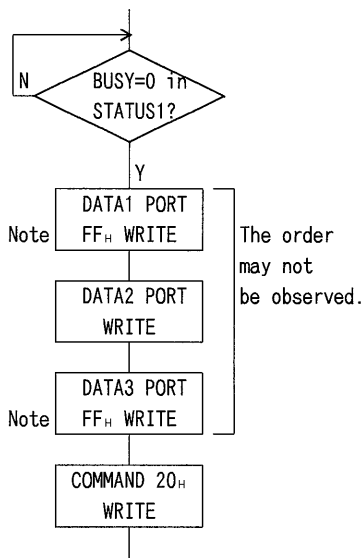 BUSY=0 in
STATUS1?
N
Y
DATA1 PORT
FFH WRITE
Note
DATA2 PORT
WRITE
DATA3 PORT
FFH WRITE
Note
The order
may not
be observed.
COMMAND 20H
WRITE